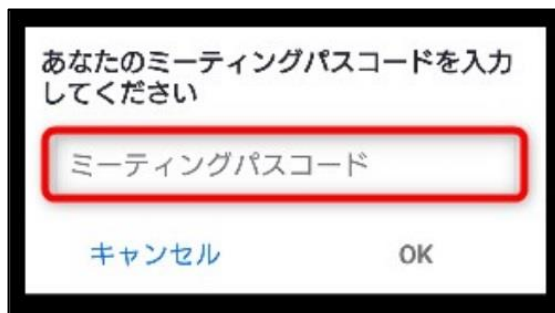 あなたのミーティングパスコードを入力
してください
ミーティングパスコード
キャンセル OK